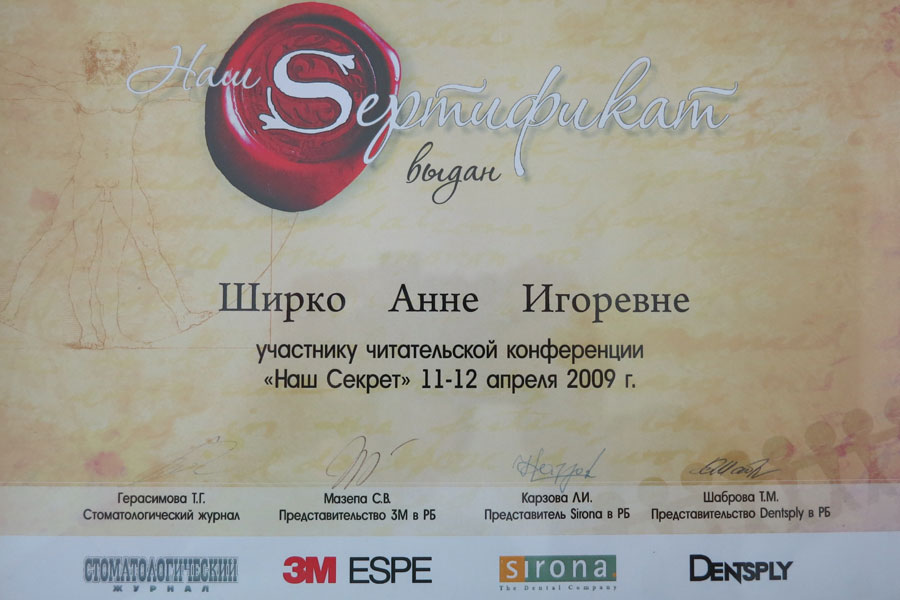 Наш Sертификат
выдан
Ширко Анне Игоревне
участнику читательской конференции
«Наш Секрет» 11-12 апреля 2009 г.
Герасимова Т.Г. Мазепа С.В. Карзова Л.И. Шаброва Т.М.
Стоматологический журнал Представительство 3М в РБ Представитель Sirona в РБ Представительство Dentsply в РБ
СТОМАТОЛОГИЧЕСКИЙ 3M ESPE sirona. DENTSPLY
ЖУРНАЛ The Dental Company